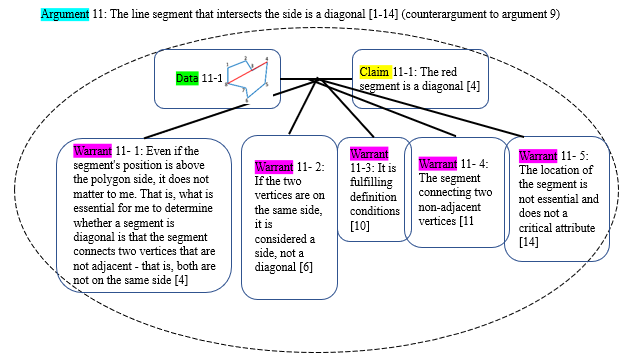 Argument 11: The line segment that intersects the side is a diagonal [1-14] (counterargument to argument 9)
Data 11-1
Claim 11-1: The red
segment is a diagonal [4]
Warrant 11- 1: Even if the
segment's position is above
the polygon side, it does not
matter to me. That is, what is
essential for me to determine
whether a segment is
diagonal is that the segment
connects two vertices that are
not adjacent - that is, both are
not on the same side [4]
Warrant 11- 2:
If the two
vertices are on
the same side,
it is
considered a
side, not a
diagonal [6]
Warrant
11-3: It is
fulfilling
definition
conditions
[10]
Warrant 11- 4:
The segment
connecting two
non-adjacent
vertices [11
Warrant 11- 5:
The location of
the segment is
not essential and
does not a
critical attribute
[14]